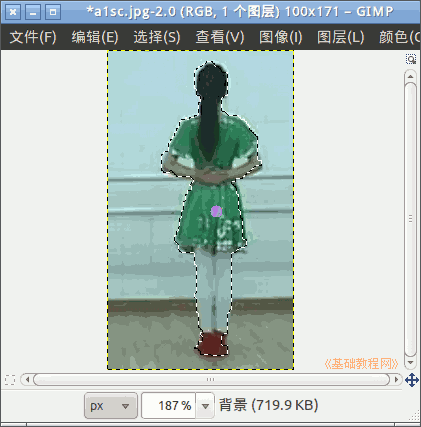 *a1sc.jpg-2.0 (RGB, 1 个图层) 100x171 – GIMP
文件(F) 编辑(E) 选择(S) 查看(V) 图像(I) 图层(L) 颜色(C
《基础教程网》
px 187% 背景 (719.9 KB)